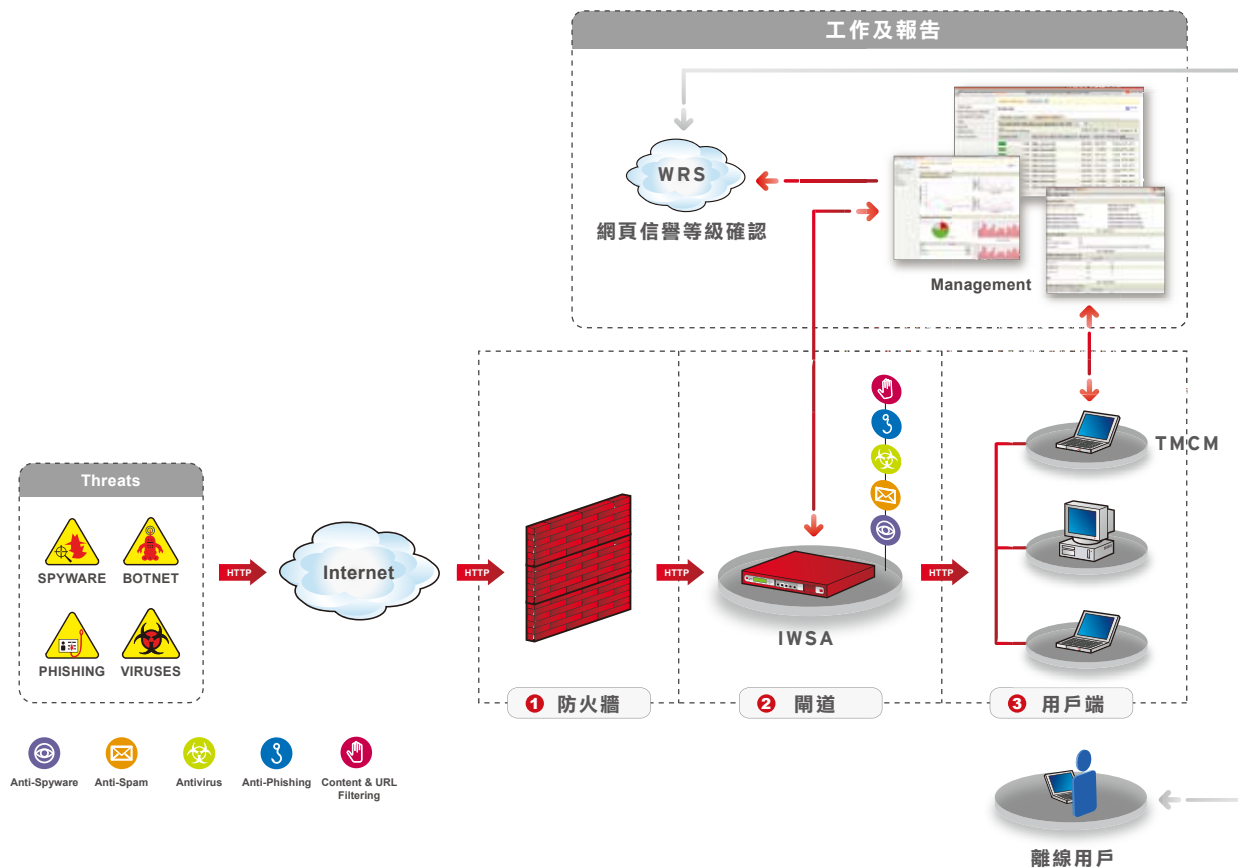 工作及報告
WRS
網頁信譽等級確認
Management
TMCM
Threats
SPYWARE
BOTNET
PHISHING
VIRUSES
HTTP
Internet
HTTP
HTTP
IWSA
HTTP
1 防火牆
2 閘道
3 用戶端
Anti-Spyware
Anti-Spam
Antivirus
Anti-Phishing
Content & URL
Filtering
離線用戶